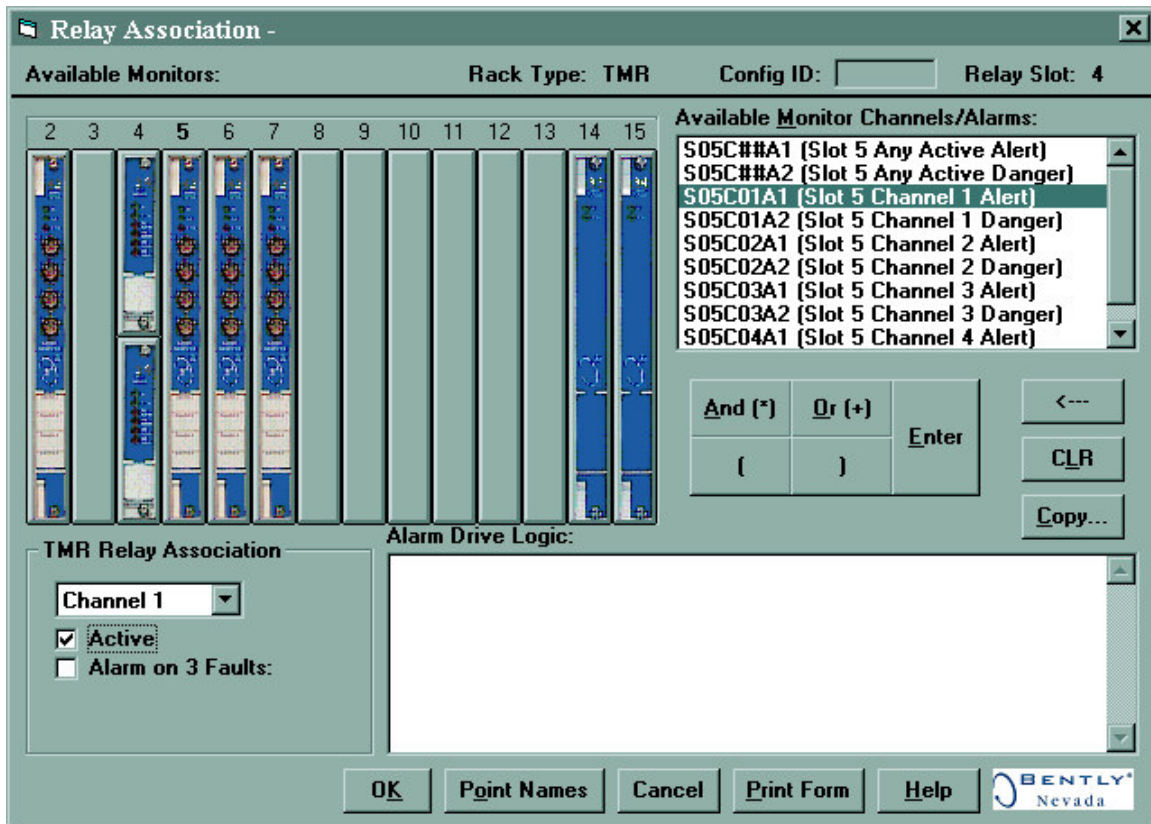 Relay Association -
Available Monitors: Rack Type: TMR Config ID: Relay Slot: 4
2 3 4 5 6 7 8 9 10 11 12 13 14 15
Available Monitor Channels/Alarms:
S05C##A1 (Slot 5 Any Active Alert)
S05C##A2 (Slot 5 Any Active Danger)
S05C01A1 (Slot 5 Channel 1 Alert)
S05C01A2 (Slot 5 Channel 1 Danger)
S05C02A1 (Slot 5 Channel 2 Alert)
S05C02A2 (Slot 5 Channel 2 Danger)
S05C03A1 (Slot 5 Channel 3 Alert)
S05C03A2 (Slot 5 Channel 3 Danger)
S05C04A1 (Slot 5 Channel 4 Alert)
And (*) Or (+) Enter
( )
<---
CLR
Copy...
TMR Relay Association
Channel 1
Active
Alarm on 3 Faults:
Alarm Drive Logic:
OK Point Names Cancel Print Form Help
BENTLY
Nevada